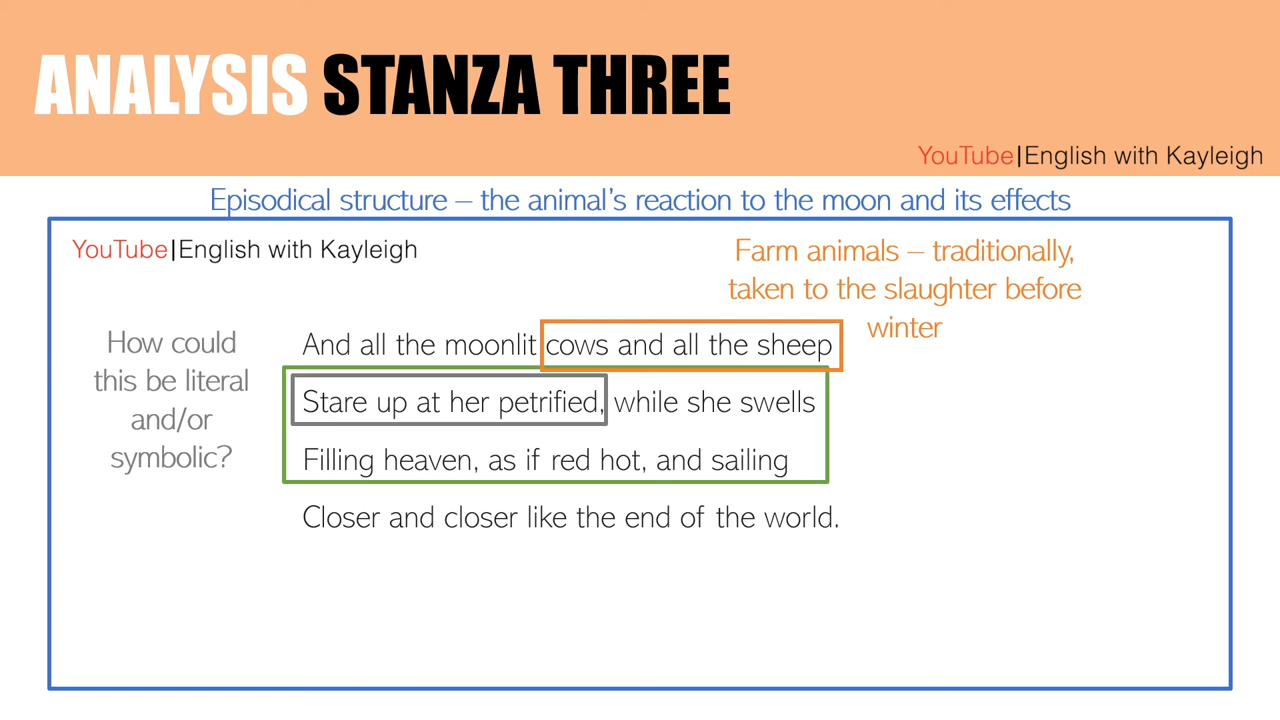 ANALYSIS STANZA THREE
YouTube|English with Kayleigh
Episodical structure – the animal's reaction to the moon and its effects
YouTube|English with Kayleigh
Farm animals – traditionally,
taken to the slaughter before
winter
How could
this be literal
and/or
symbolic?
And all the moonlit cows and all the sheep
Stare up at her petrified, while she swells
Filling heaven, as if red hot, and sailing
Closer and closer like the end of the world.